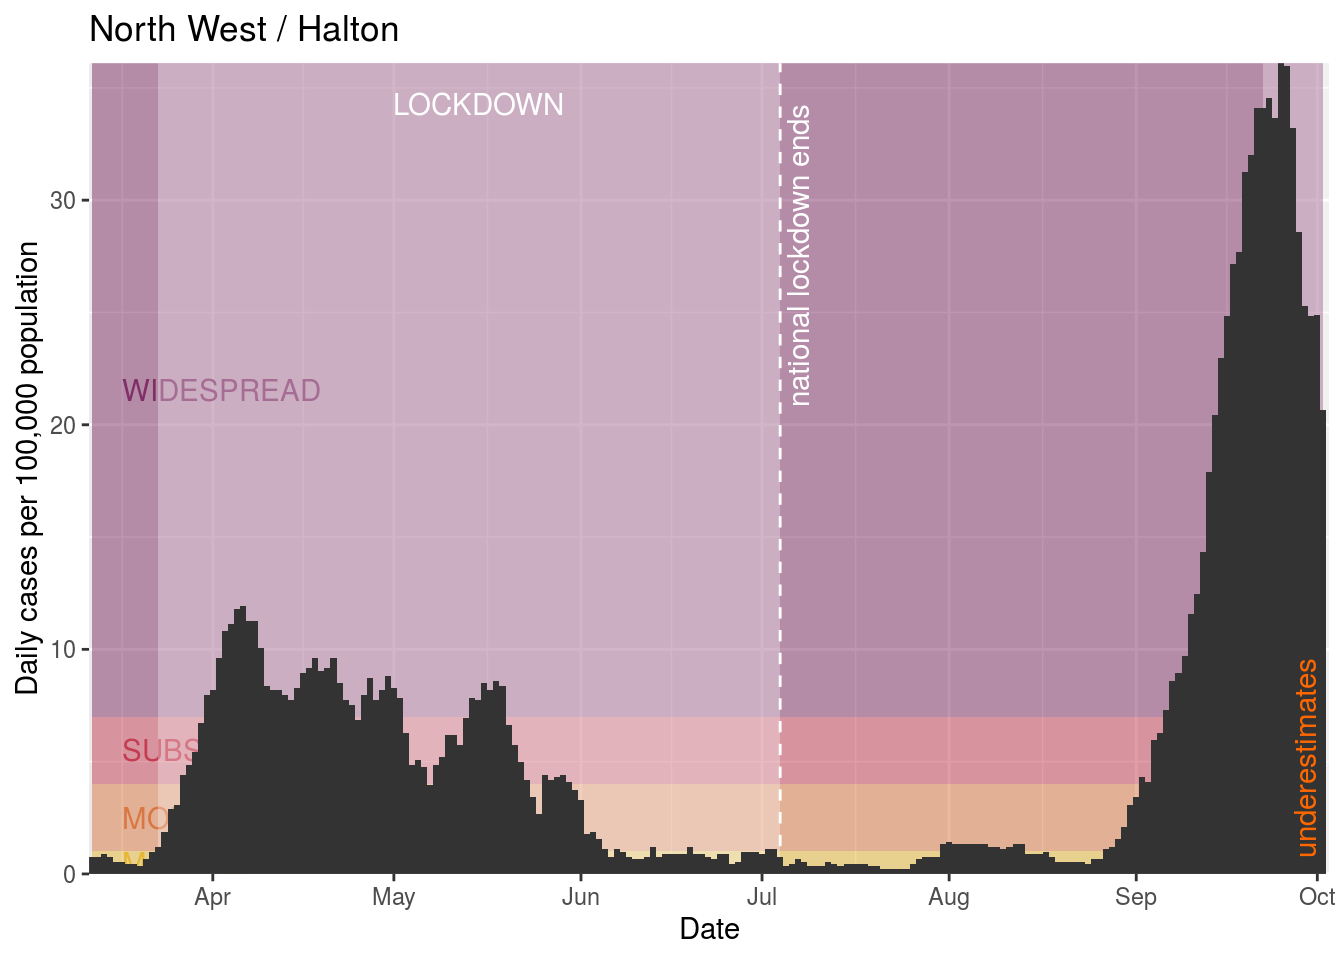 North West / Halton
LOCKDOWN
national lockdown ends
WIDESPREAD
SUBS
MO
M
underestimates
Daily cases per 100,000 population
30
20
10
0
Apr May Jun Jul Aug Sep Oct
Date